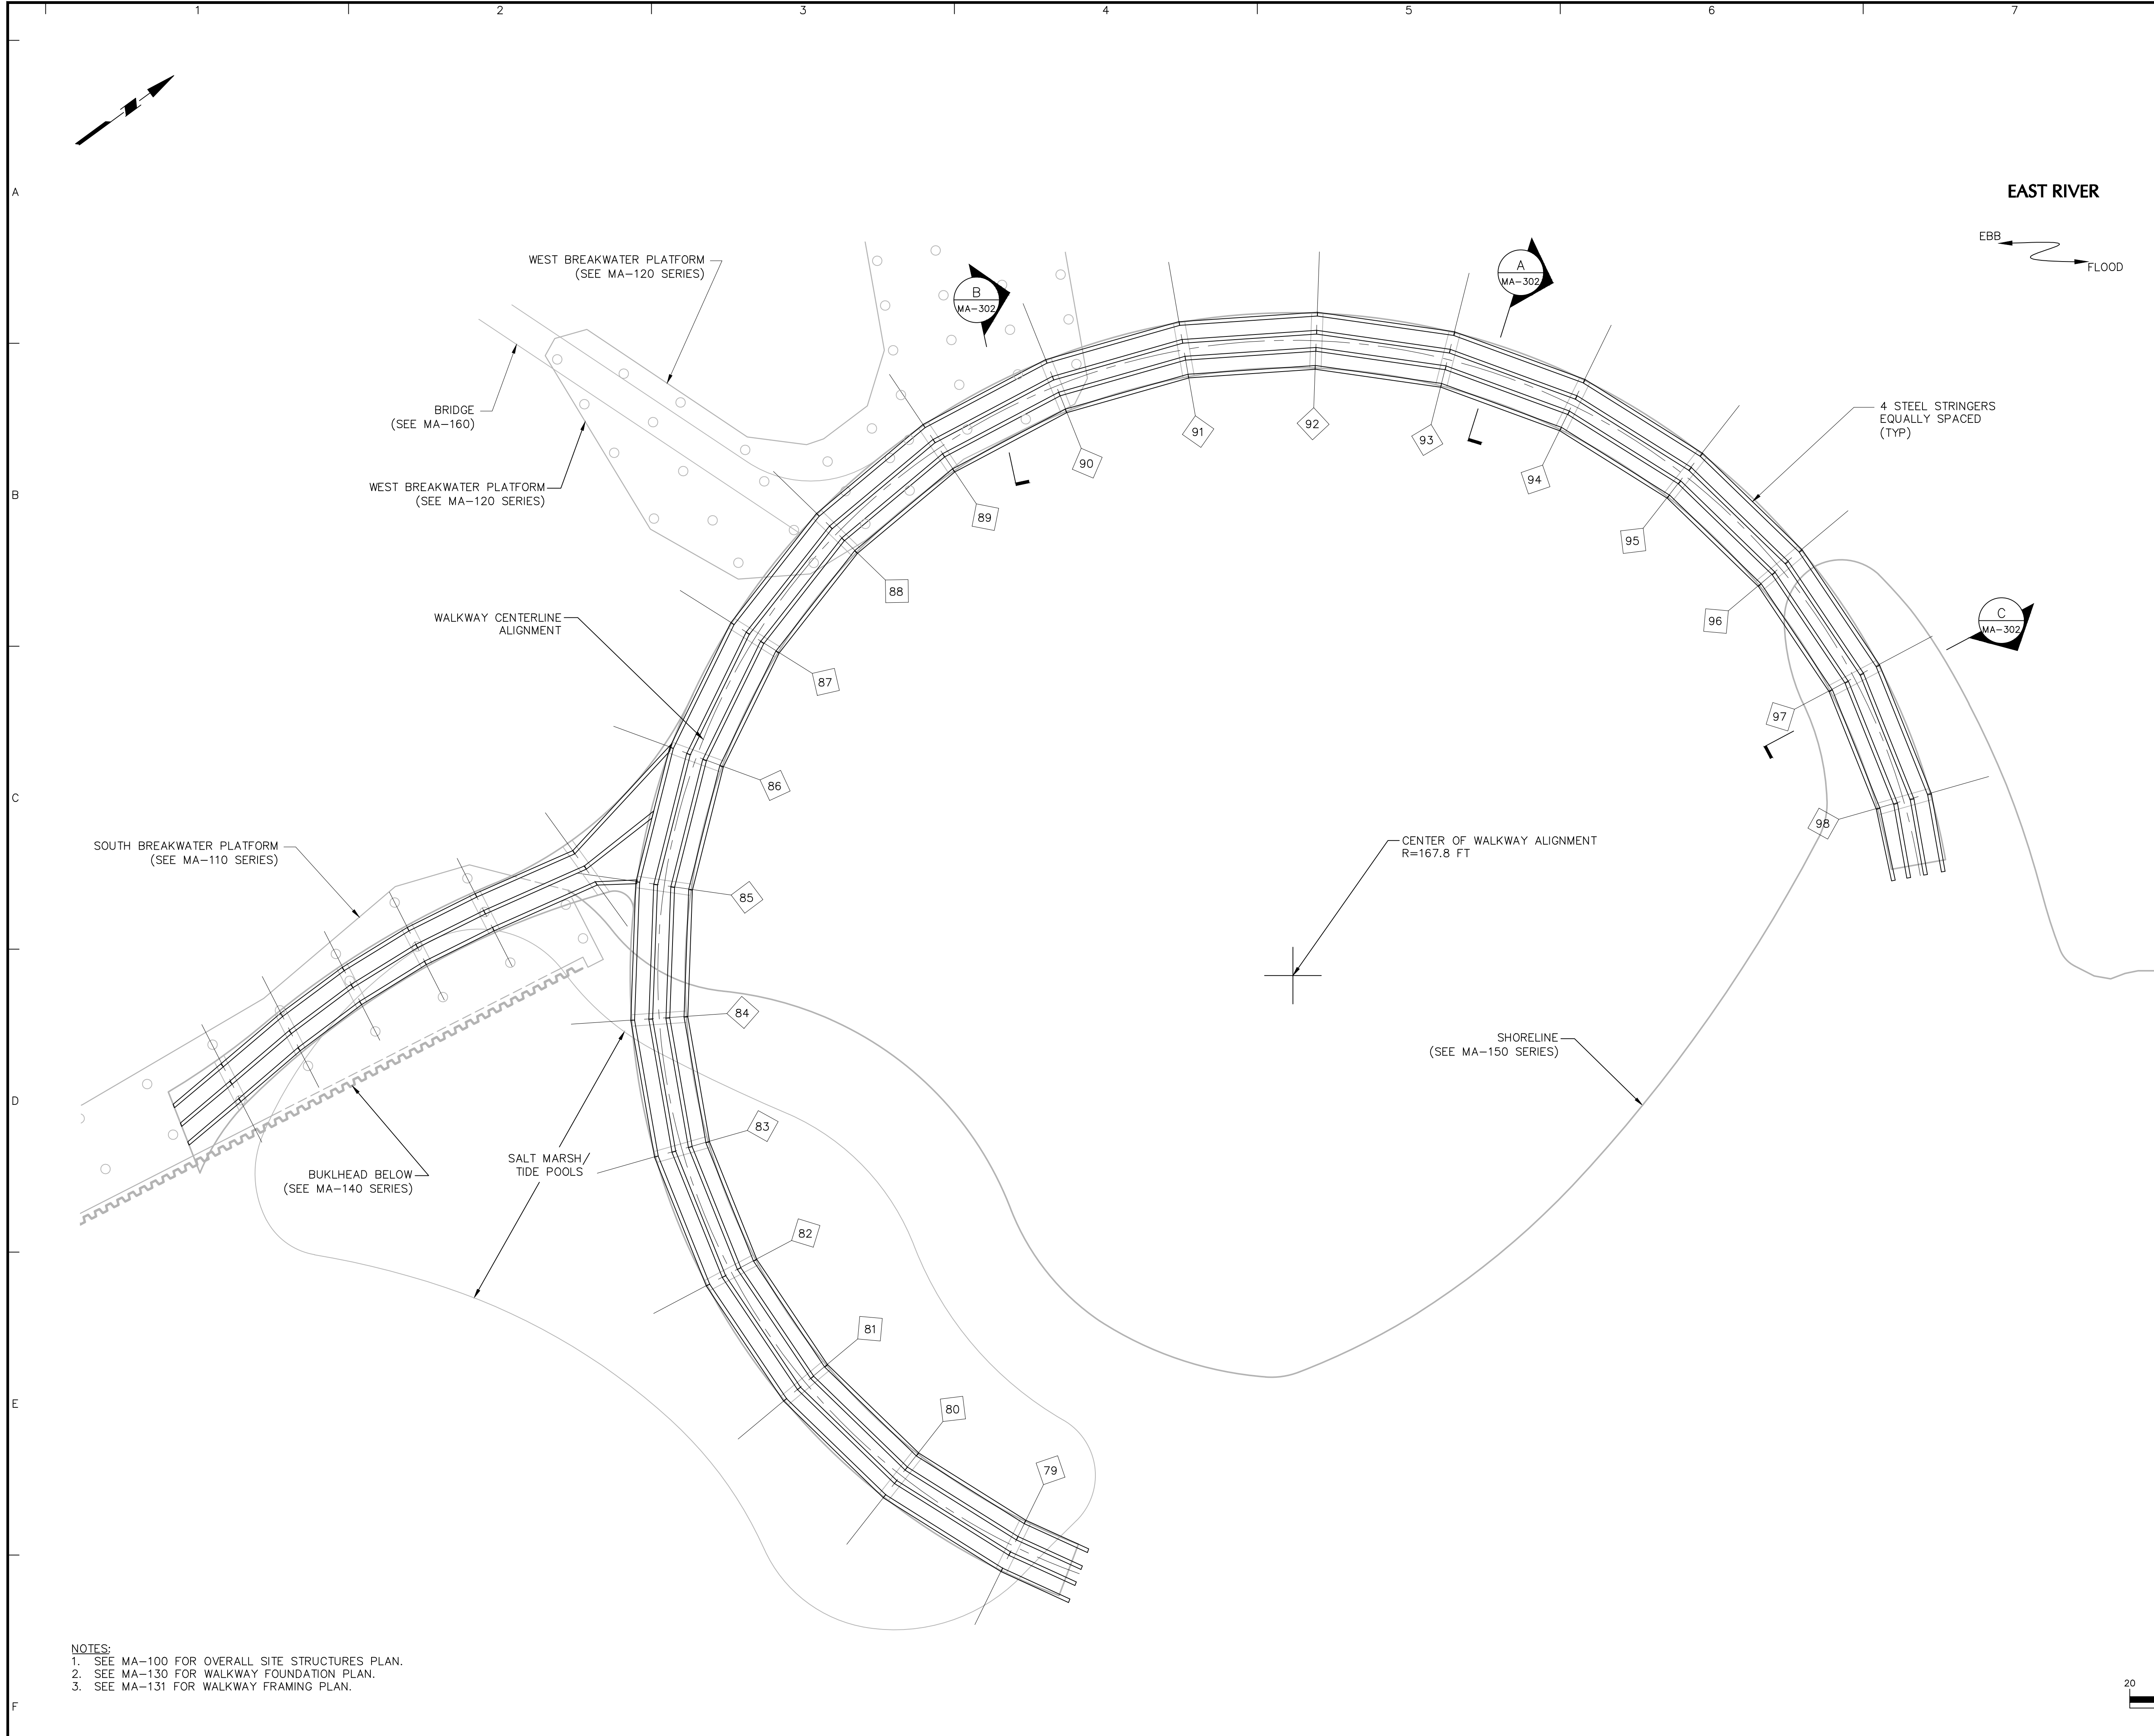 1 2 3 4 5 6 7
A
EAST RIVER
EBB
FLOOD
WEST BREAKWATER PLATFORM
(SEE MA-120 SERIES)
B
MA-302
A
MA-302
BRIDGE
(SEE MA-160)
4 STEEL STRINGERS
EQUALLY SPACED
(TYP)
91
92
93
90
94
B
WEST BREAKWATER PLATFORM
(SEE MA-120 SERIES)
89
95
88
96
C
MA-302
WALKWAY CENTERLINE
ALIGNMENT
87
97
86
C
98
SOUTH BREAKWATER PLATFORM
(SEE MA-110 SERIES)
CENTER OF WALKWAY ALIGNMENT
R=167.8 FT
85
84
SHORELINE
(SEE MA-150 SERIES)
D
83
SALT MARSH/
TIDE POOLS
BUKLHEAD BELOW
(SEE MA-140 SERIES)
82
81
E
80
79
NOTES:
1. SEE MA-100 FOR OVERALL SITE STRUCTURES PLAN.
2. SEE MA-130 FOR WALKWAY FOUNDATION PLAN.
3. SEE MA-131 FOR WALKWAY FRAMING PLAN.
20
F